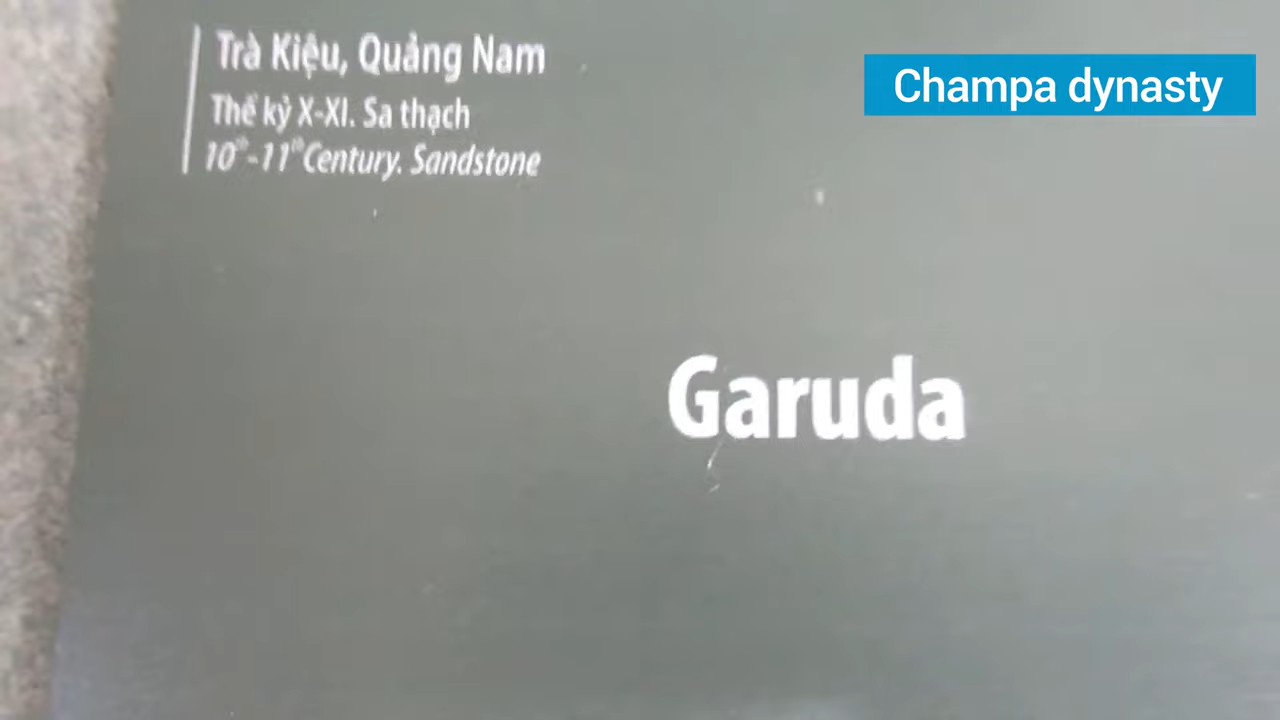 Trà Kiệu, Quảng Nam
Thế kỷ X-XI. Sa thạch
10th-11th Century. Sandstone
Champa dynasty
Garuda